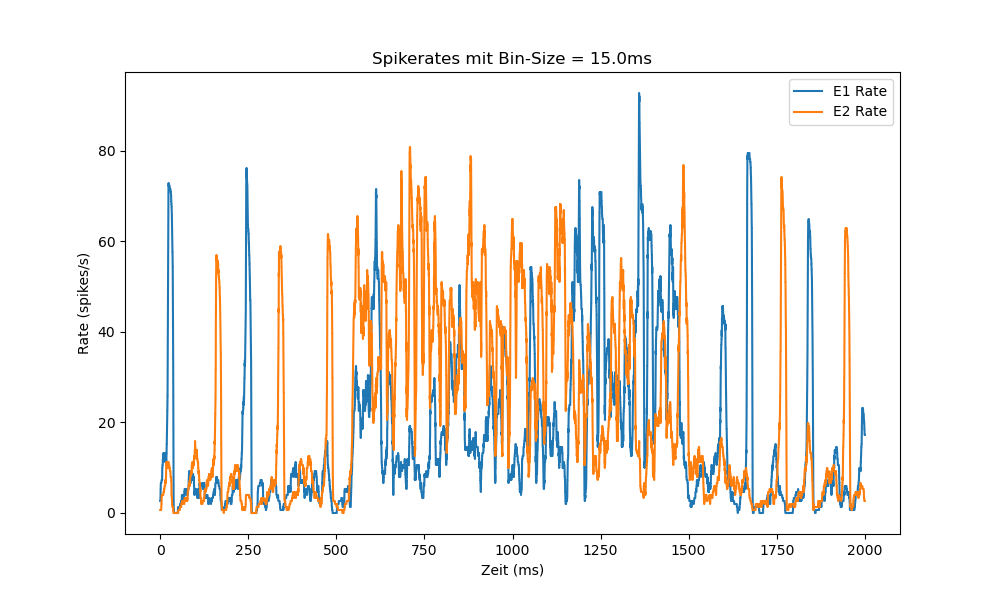 Spikerates mit Bin-Size = 15.0ms
E1 Rate
E2 Rate
Rate (spikes/s)
80
60
40
20
0
0 250 500 750 1000 1250 1500 1750 2000
Zeit (ms)